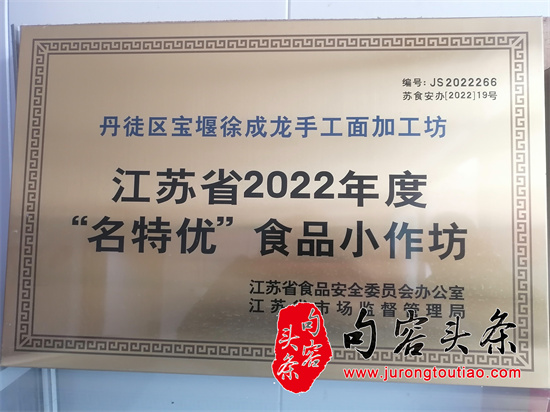 编号:JS2022266
苏食安办[2022]19号
丹徒区宝堰徐成龙手工面加工坊
江苏省2022年度
“名特优”食品小作坊
江苏省食品安全委员会办公室
江苏省市场监督管理局
句容头条
句容头条
www.jurongtoutiao.com